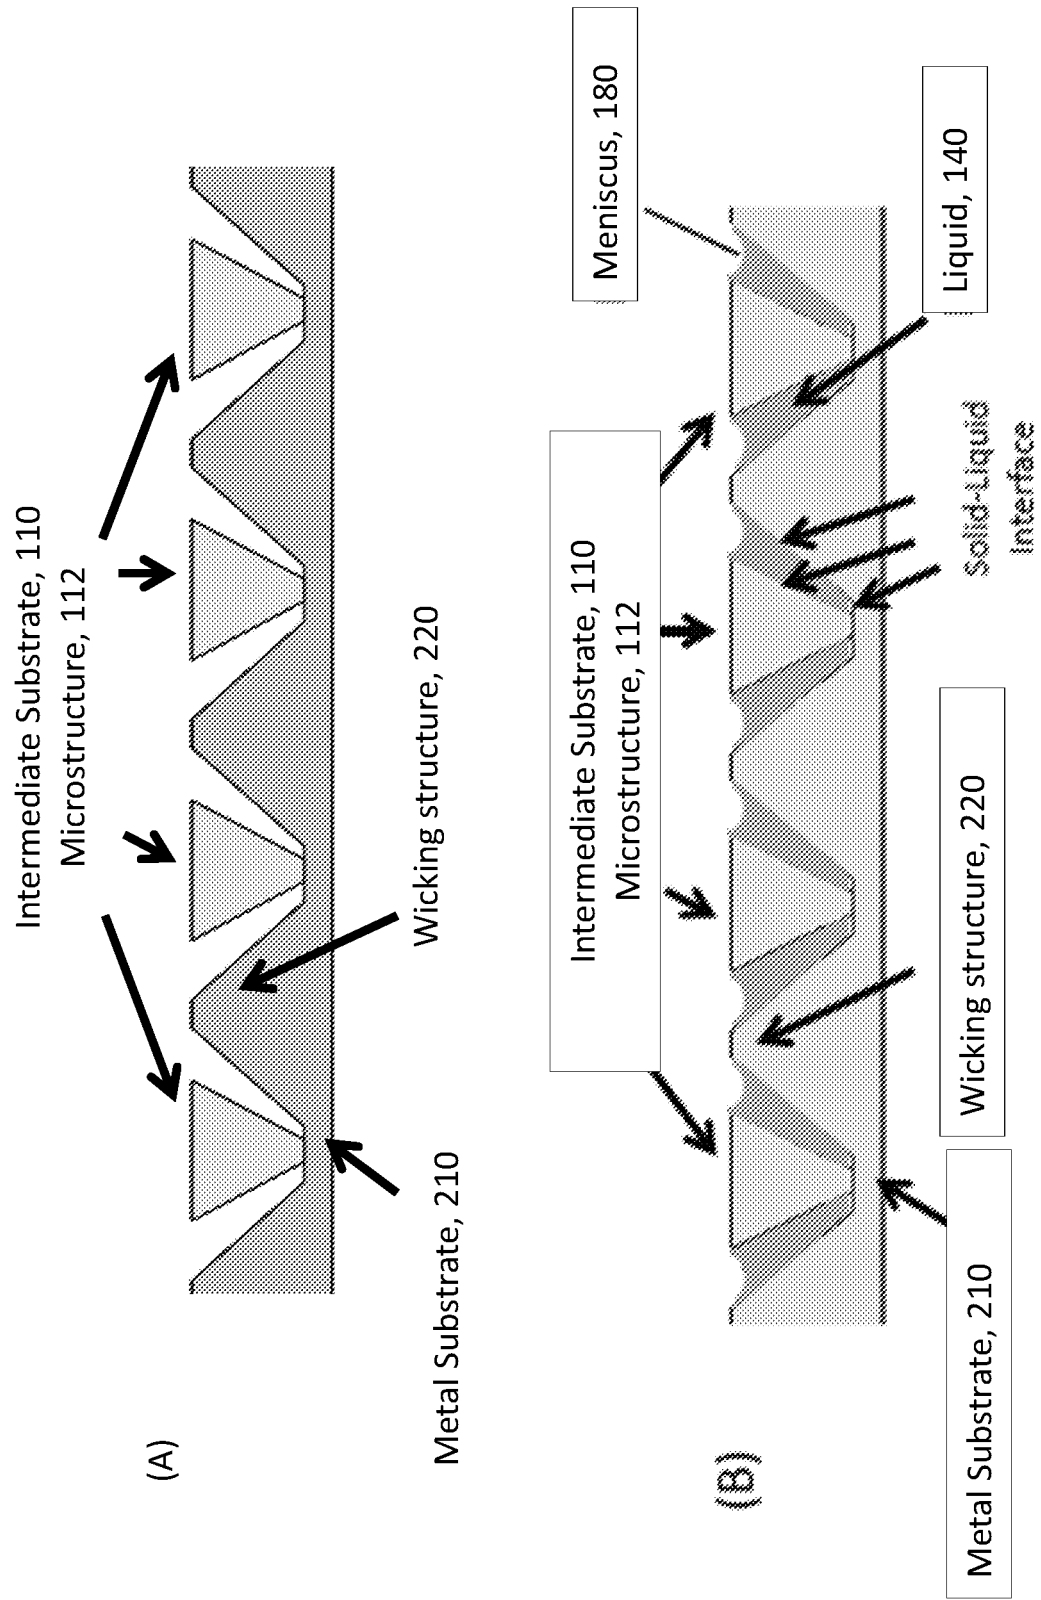 (A)
Intermediate Substrate, 110
Microstructure, 112
Wicking structure, 220
Metal Substrate, 210
(B)
Intermediate Substrate, 110
Microstructure, 112
Meniscus, 180
Liquid, 140
Solid-Liquid
Interface
Wicking structure, 220
Metal Substrate, 210